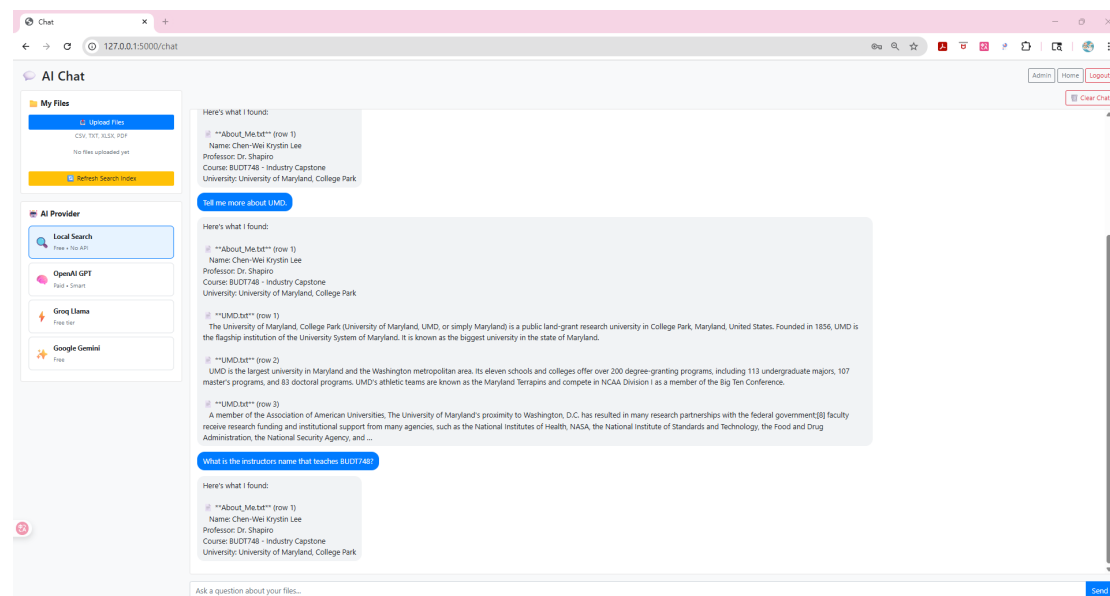 Chat
127.0.0.1:5000/chat
AI Chat
Admin
Home
Logout
My Files
Upload Files
CSV, TXT, XLSX, PDF
No files uploaded yet
Refresh Search Index
AI Provider
Local Search
Free • No API
OpenAI GPT
Paid • Smart
Groq Llama
Free tier
Google Gemini
Free
Clear Chat
Here's what I found:
**About_Me.txt** (row 1)
Name: Chen-Wei Krystin Lee
Professor: Dr. Shapiro
Course: BUDT748 - Industry Capstone
University: University of Maryland, College Park
Tell me more about UMD.
Here's what I found:
**About_Me.txt** (row 1)
Name: Chen-Wei Krystin Lee
Professor: Dr. Shapiro
Course: BUDT748 - Industry Capstone
University: University of Maryland, College Park
**UMD.txt** (row 1)
The University of Maryland, College Park (University of Maryland, UMD, or simply Maryland) is a public land-grant research university in College Park, Maryland, United States. Founded in 1856, UMD is
the flagship institution of the University System of Maryland. It is known as the biggest university in the state of Maryland.
**UMD.txt** (row 2)
UMD is the largest university in Maryland and the Washington metropolitan area. Its eleven schools and colleges offer over 200 degree-granting programs, including 113 undergraduate majors, 107
master's programs, and 83 doctoral programs. UMD's athletic teams are known as the Maryland Terrapins and compete in NCAA Division I as a member of the Big Ten Conference.
**UMD.txt** (row 3)
A member of the Association of American Universities, The University of Maryland's proximity to Washington, D.C. has resulted in many research partnerships with the federal government;[8] faculty
receive research funding and institutional support from many agencies, such as the National Institutes of Health, NASA, the National Institute of Standards and Technology, the Food and Drug
Administration, the National Security Agency, and ...
What is the instructors name that teaches BUDT748?
Here's what I found:
**About_Me.txt** (row 1)
Name: Chen-Wei Krystin Lee
Professor: Dr. Shapiro
Course: BUDT748 - Industry Capstone
University: University of Maryland, College Park
Ask a question about your files...
Send